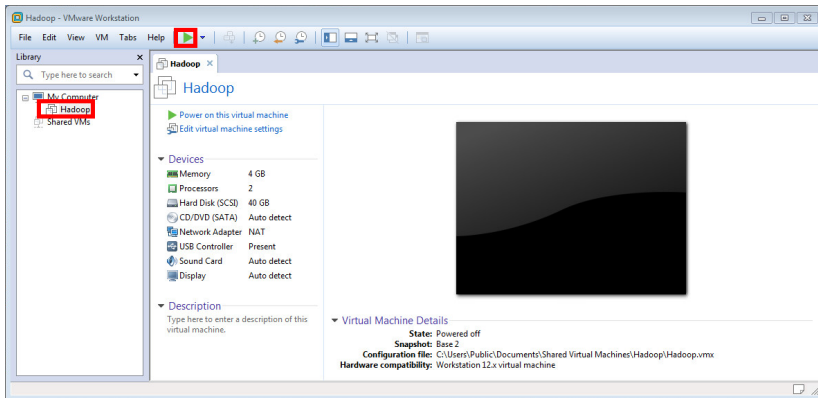 Hadoop - VMware Workstation
File Edit View VM Tabs Help
Library
Type here to search
My Computer
Hadoop
Shared VMs
Hadoop
Hadoop
Power on this virtual machine
Edit virtual machine settings
Devices
Memory 4 GB
Processors 2
Hard Disk (SCSI) 40 GB
CD/DVD (SATA) Auto detect
Network Adapter NAT
USB Controller Present
Sound Card Auto detect
Display Auto detect
Description
Type here to enter a description of this
virtual machine.
Virtual Machine Details
State: Powered off
Snapshot: Base 2
Configuration file: C:\Users\Public\Documents\Shared Virtual Machines\Hadoop\Hadoop.vmx
Hardware compatibility: Workstation 12.x virtual machine